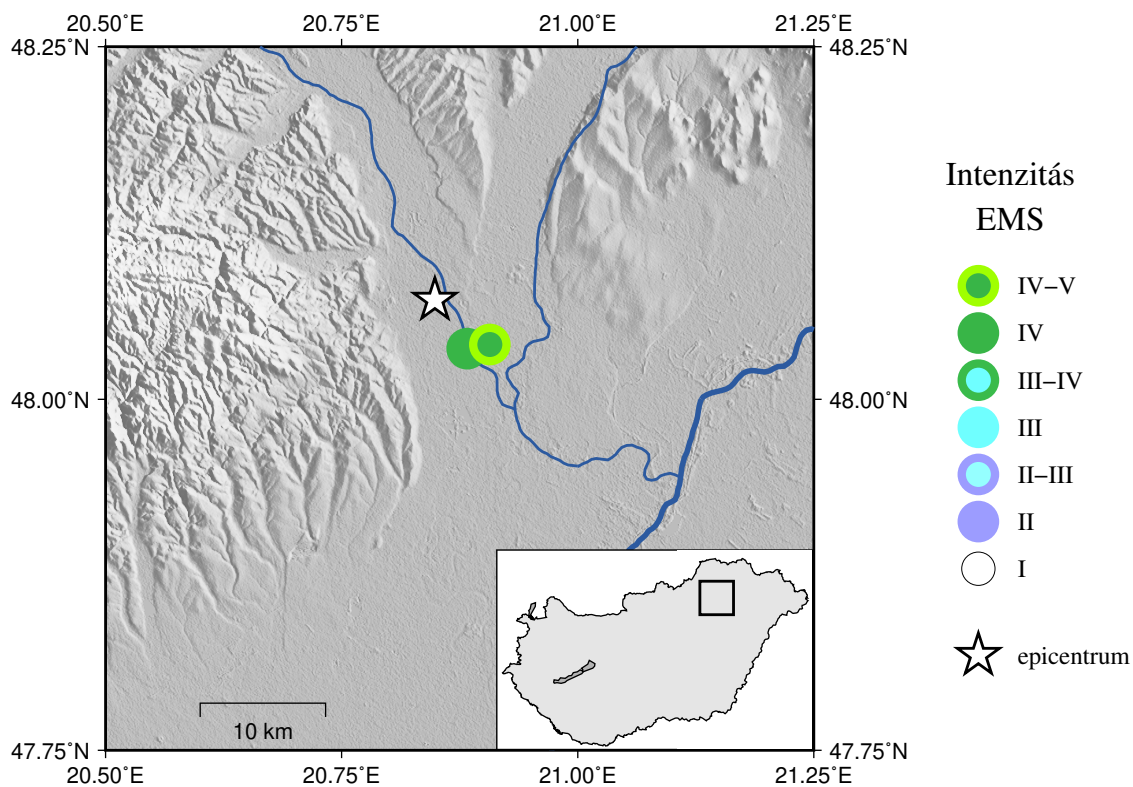 20.50°E 20.75°E 21.00°E 21.25°E
48.25°N 48.25°N
Intenzitás
EMS
IV–V
IV
III–IV
48.00°N 48.00°N
III
II–III
II
I
epicentrum
10 km
47.75°N 47.75°N
20.50°E 20.75°E 21.00°E 21.25°E